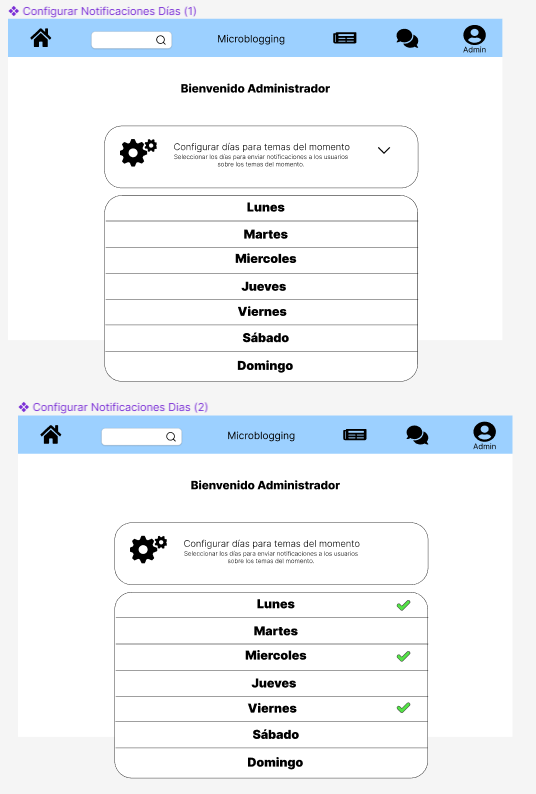 Configurar Notificaciones Días (1)
Microblogging
Admin
Bienvenido Administrador
Configurar días para temas del momento
Seleccionar los días para enviar notificaciones a los usuarios
sobre los temas del momento.
Lunes
Martes
Miercoles
Jueves
Viernes
Sábado
Domingo
Configurar Notificaciones Dias (2)
Microblogging
Admin
Bienvenido Administrador
Configurar días para temas del momento
Seleccionar los días para enviar notificaciones a los usuarios
sobre los temas del momento.
Lunes
Martes
Miercoles
Jueves
Viernes
Sábado
Domingo